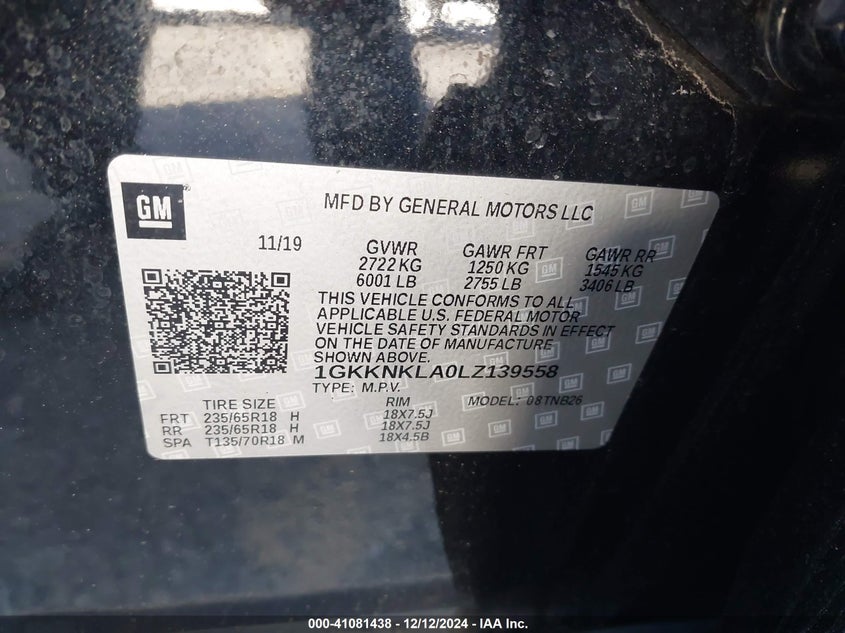 GM
MFD BY GENERAL MOTORS LLC
11/19 GVWR GAWR FRT GAWR RR
2722 KG 1250 KG 1545 KG
6001 LB 2755 LB 3406 LB
THIS VEHICLE CONFORMS TO ALL
APPLICABLE U.S. FEDERAL MOTOR
VEHICLE SAFETY STANDARDS IN EFFECT
ON THE DATE OF MANUFACTURE
SHOWN ABOVE.
1GKKNKLA0LZ139558
TYPE: M.P.V. MODEL: 08TNB26
TIRE SIZE RIM
FRT 235/65R18 H 18X7.5J
RR 235/65R18 H 18X7.5J
SPA T135/70R18 M 18X4.5B
000-41081438 - 12/12/2024 - IAA Inc.